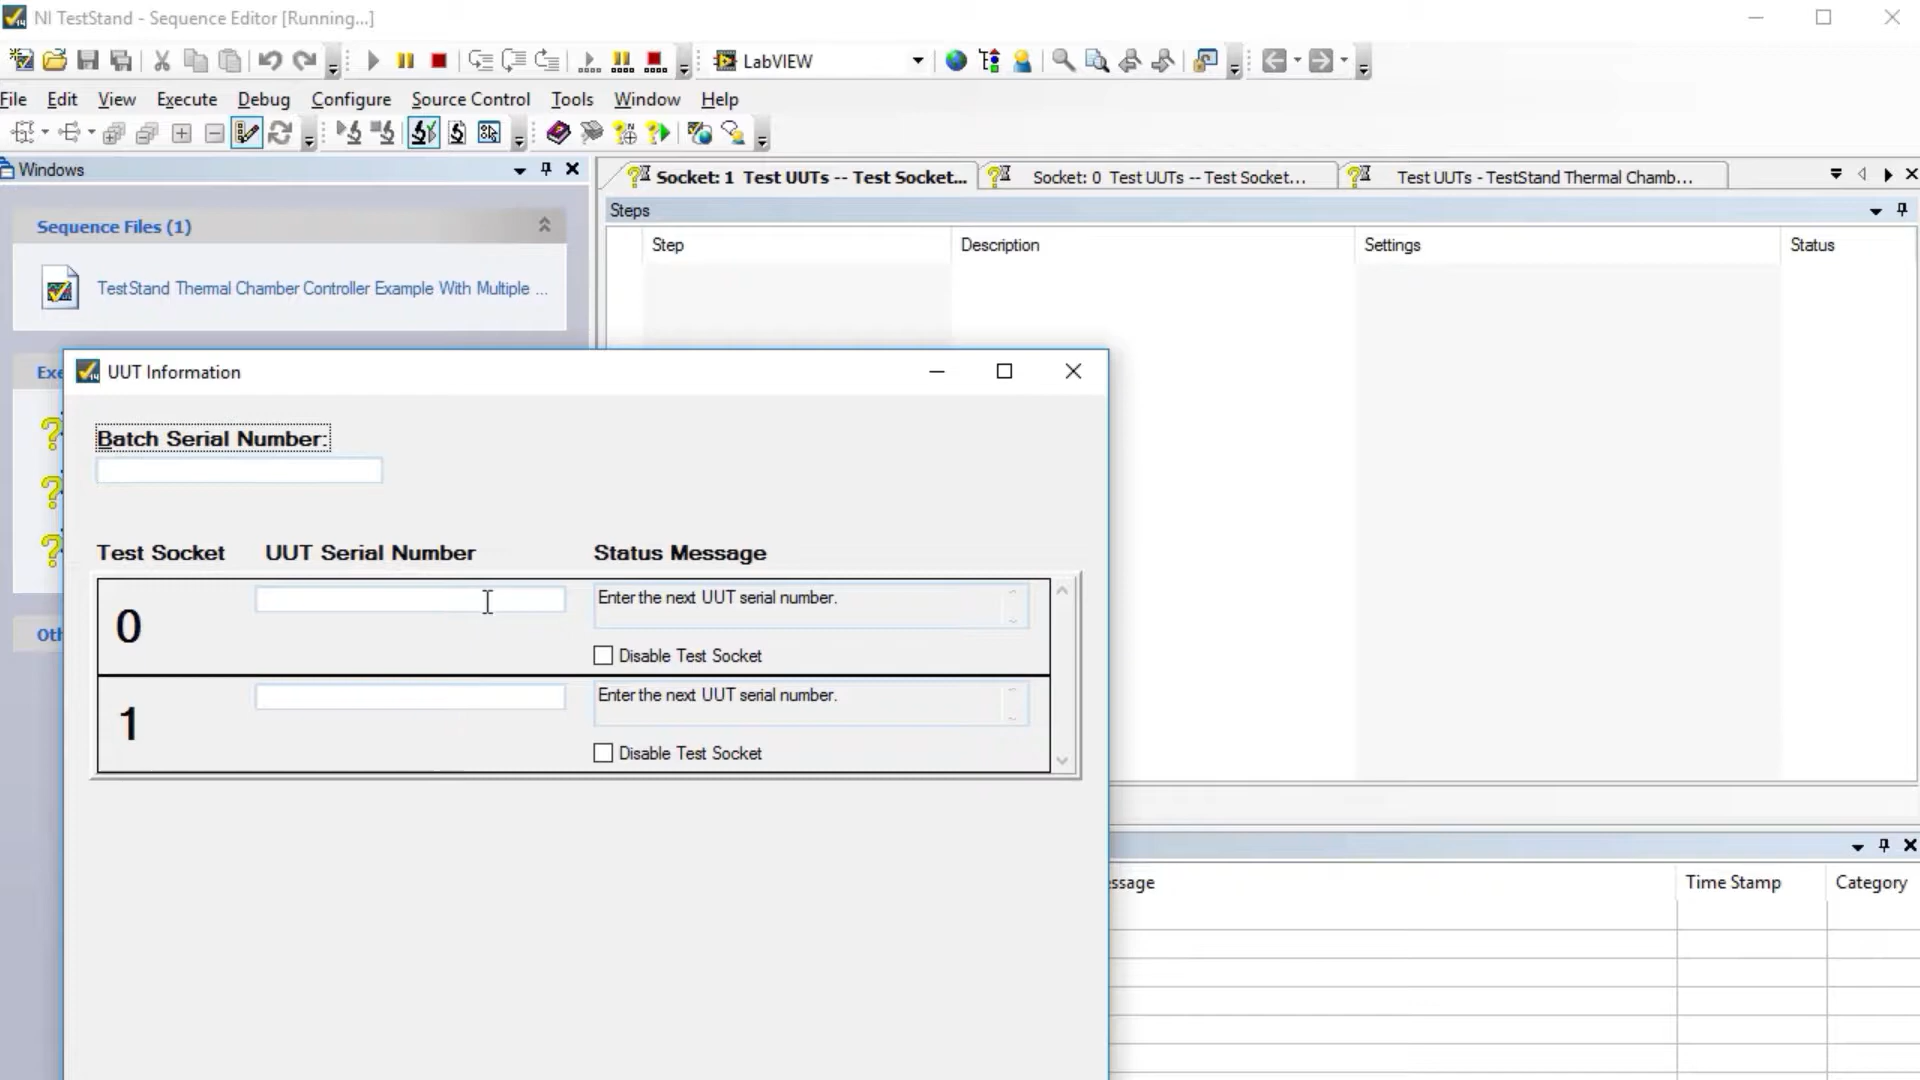 NI TestStand - Sequence Editor [Running...]
LabVIEW
File Edit View Execute Debug Configure Source Control Tools Window Help
Windows
Socket: 1 Test UUTs -- Test Socket...
Socket: 0 Test UUTs -- Test Socket...
Test UUTs - TestStand Thermal Chamb...
Steps
Sequence Files (1)
Step Description Settings Status
TestStand Thermal Chamber Controller Example With Multiple ...
Exe
UUT Information
Batch Serial Number:
Test Socket UUT Serial Number Status Message
0 Enter the next UUT serial number.
Disable Test Socket
Oth
1 Enter the next UUT serial number.
Disable Test Socket
essage Time Stamp Category